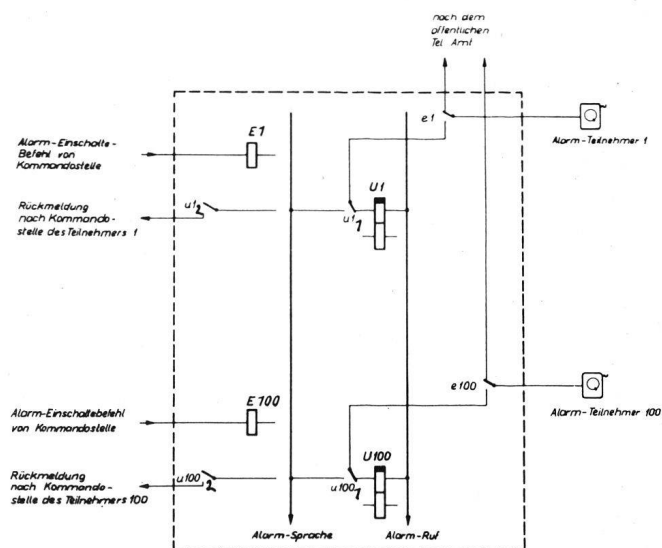 nach dem
öffentlichen
Tel. Amt
E1
e1
Alarm-Einschalte-
Befehl von
Kommandostelle
Alarm-Teilnehmer 1
U1
Rückmeldung
nach Kommando-
stelle des Teilnehmers 1
u1 2
u1 1
E100
e100
Alarm-Einschaltebefehl
von Kommandostelle
Alarm-Teilnehmer 100
U100
Rückmeldung
nach Kommando-
stelle des Teilnehmers 100
u100 2
u100 1
Alarm-Sprache
Alarm-Ruf